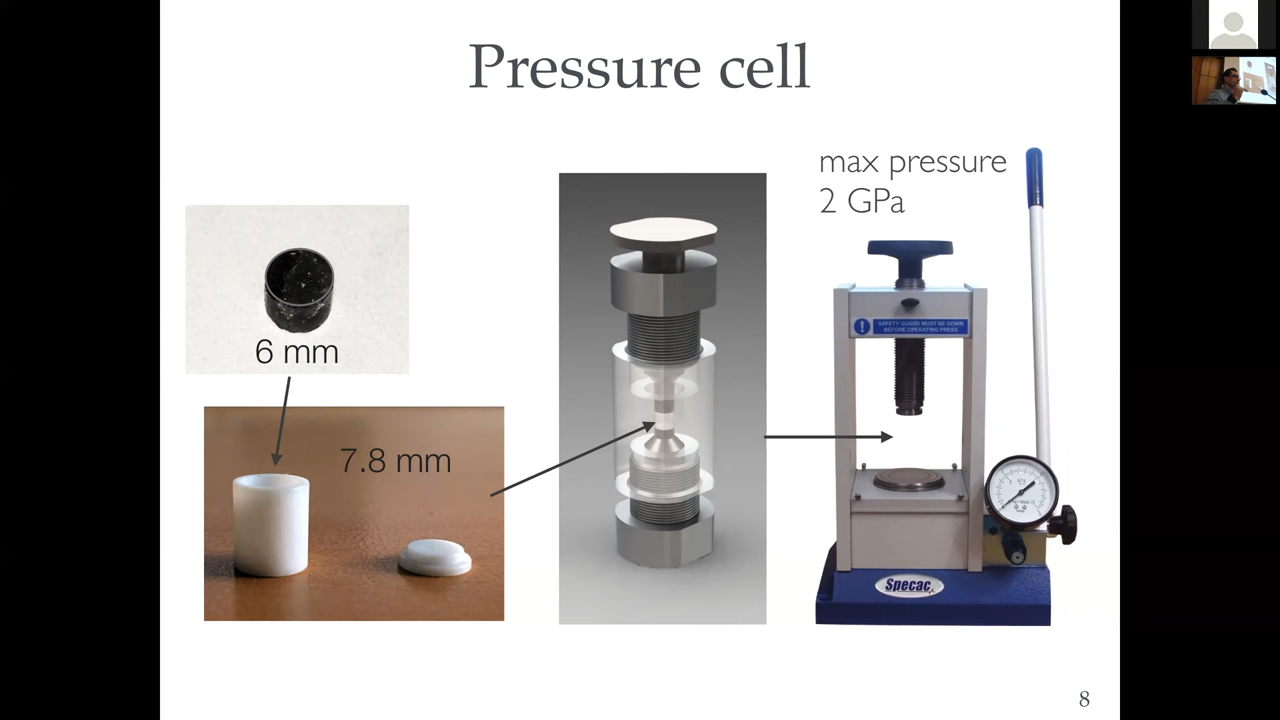 Pressure cell
max pressure
2 GPa
6 mm
7.8 mm
SAFETY GUARD MUST BE DOWN
BEFORE OPERATING PRESS
Specac
8